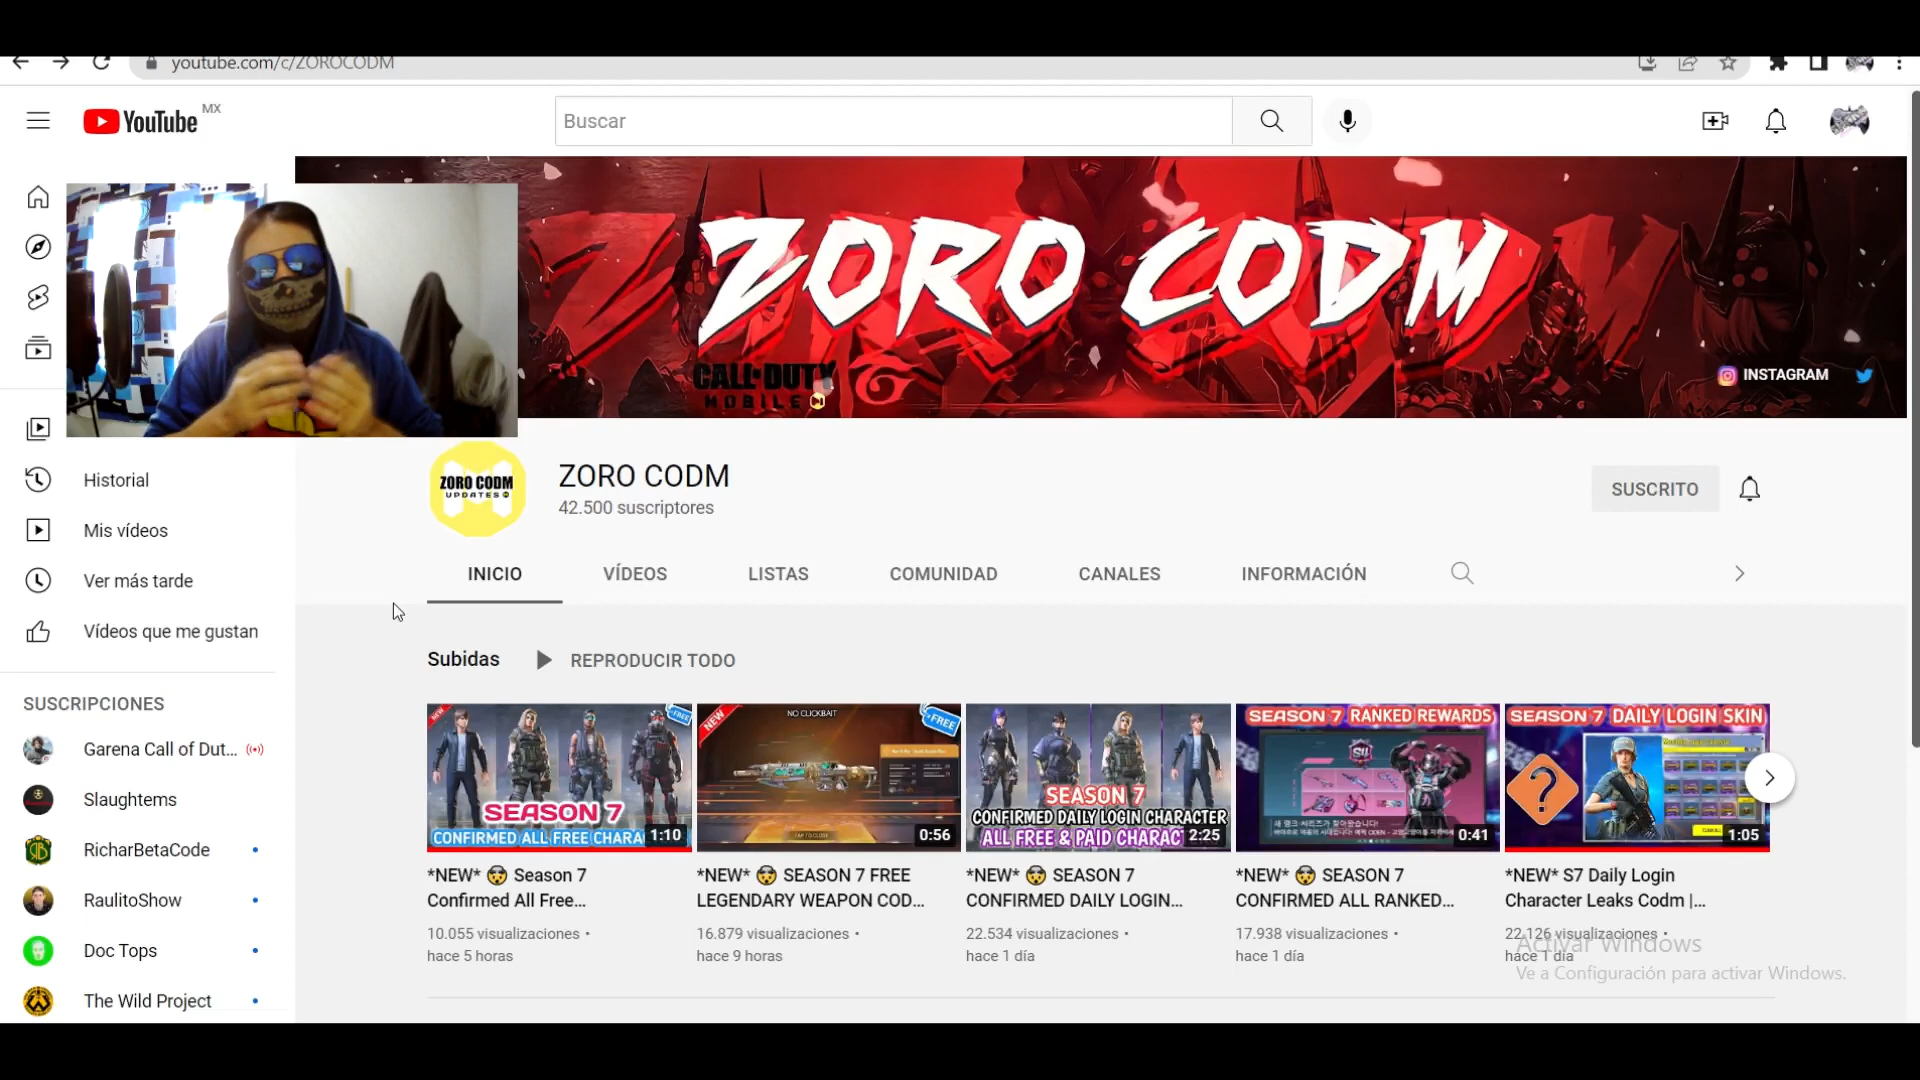 youtube.com/c/ZOROCODM
YouTube MX
Buscar
ZORO CODM
CALL OF DUTY
MOBILE
INSTAGRAM
ZORO CODM
UPDATES
ZORO CODM
42.500 suscriptores
SUSCRITO
INICIO VÍDEOS LISTAS COMUNIDAD CANALES INFORMACIÓN
Historial
Mis vídeos
Ver más tarde
Vídeos que me gustan
SUSCRIPCIONES
Garena Call of Dut...
Slaughtems
RicharBetaCode
RaulitoShow
Doc Tops
The Wild Project
Subidas REPRODUCIR TODO
NEW
FREE
SEASON 7
CONFIRMED ALL FREE CHARA
1:10
*NEW* 🤯 Season 7
Confirmed All Free...
10.055 visualizaciones •
hace 5 horas
NEW
NO CLICKBAIT
FREE
TAP TO CLOSE
0:56
*NEW* 🤯 SEASON 7 FREE
LEGENDARY WEAPON COD...
16.879 visualizaciones •
hace 9 horas
SEASON 7
CONFIRMED DAILY LOGIN CHARACTER
ALL FREE & PAID CHARAC
2:25
*NEW* 🤯 SEASON 7
CONFIRMED DAILY LOGIN...
22.534 visualizaciones •
hace 1 día
SEASON 7 RANKED REWARDS
0:41
*NEW* 🤯 SEASON 7
CONFIRMED ALL RANKED...
17.938 visualizaciones •
hace 1 día
SEASON 7 DAILY LOGIN SKIN
?
1:05
*NEW* S7 Daily Login
Character Leaks Codm |...
22.126 visualizaciones •
hace 1 día
Activar Windows
Ve a Configuración para activar Windows.